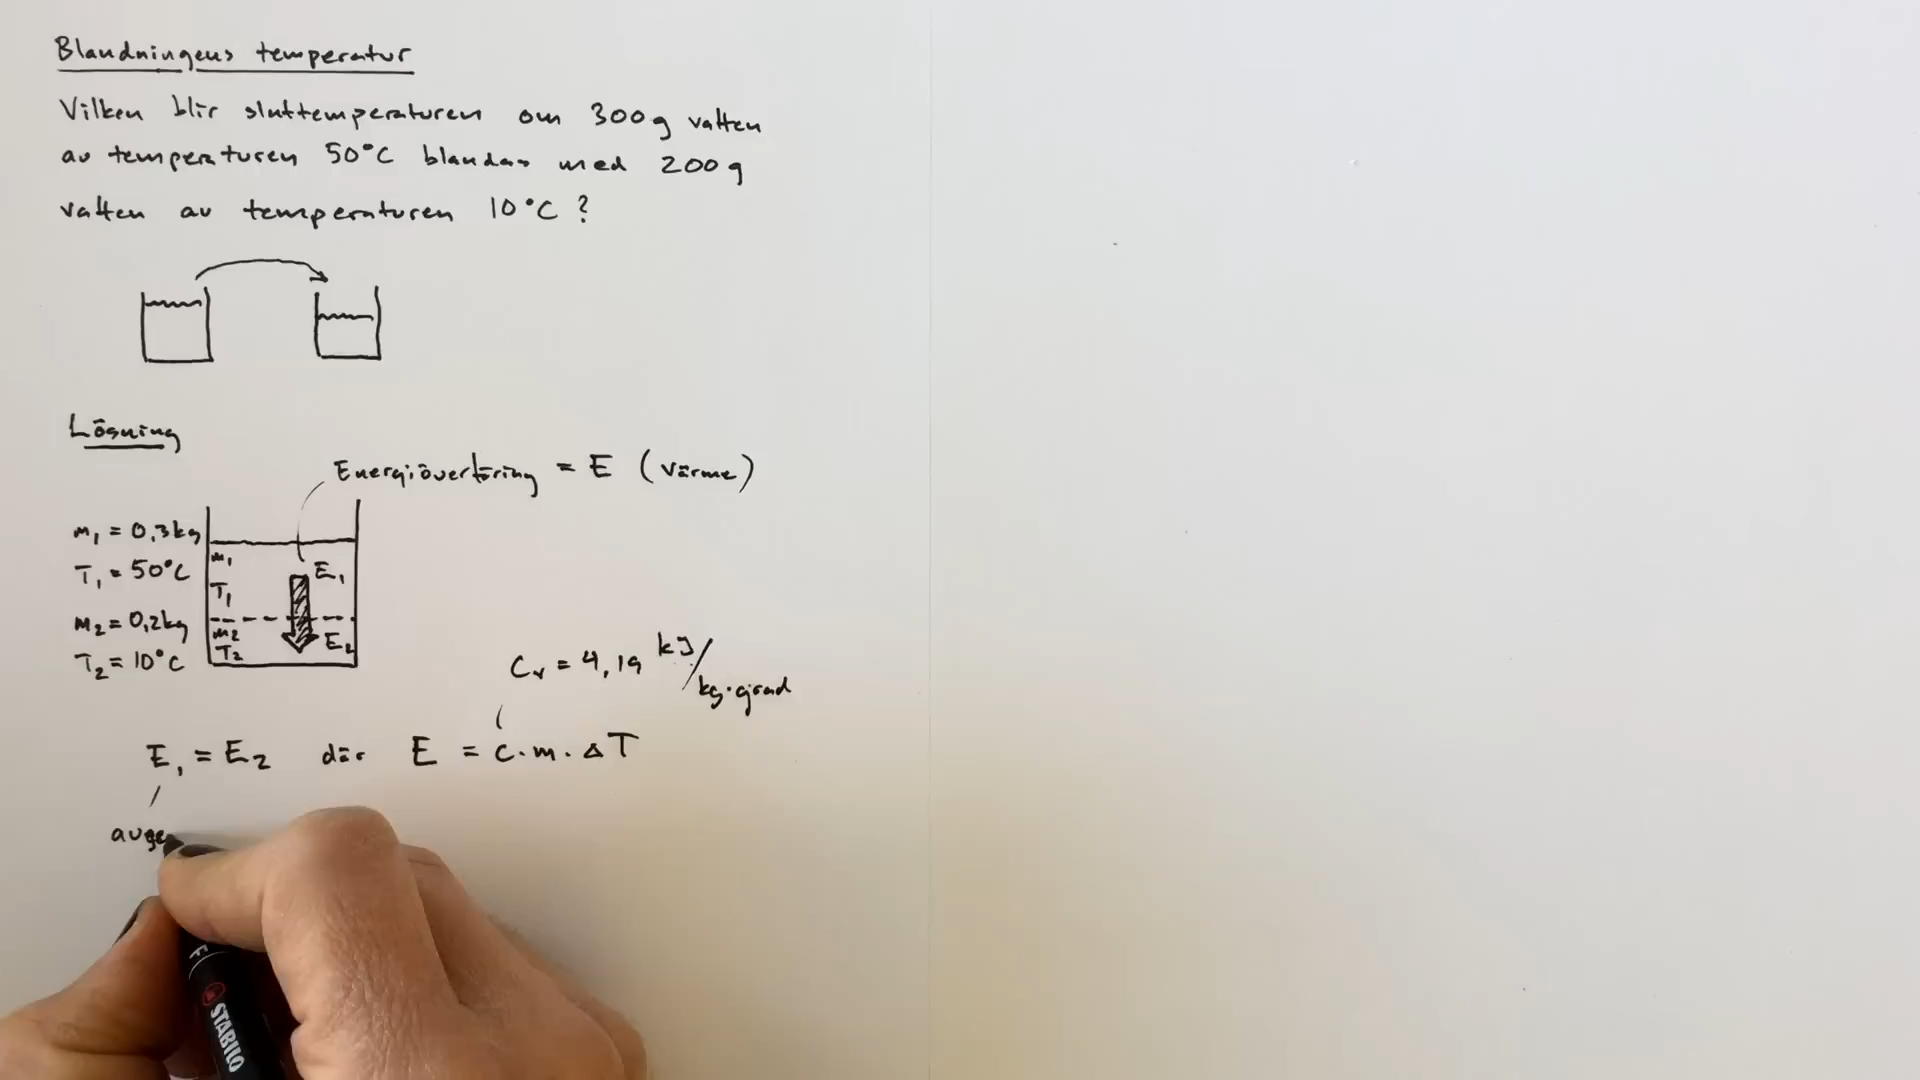 Blandningens temperatur
Vilken blir sluttemperaturen om 300g vatten
av temperaturen 50°C blandas med 200g
vatten av temperaturen 10°C ?
Lösning
Energiöverföring = E (värme)
m₁ = 0,3kg
T₁ = 50°C
m₂ = 0,2kg
T₂ = 10°C
m₁
T₁
E₁
m₂
T₂
E₂
Cᵥ = 4,19 kJ/kg·grad
E₁ = E₂ där E = c·m·ΔT
avge
STABILO
F